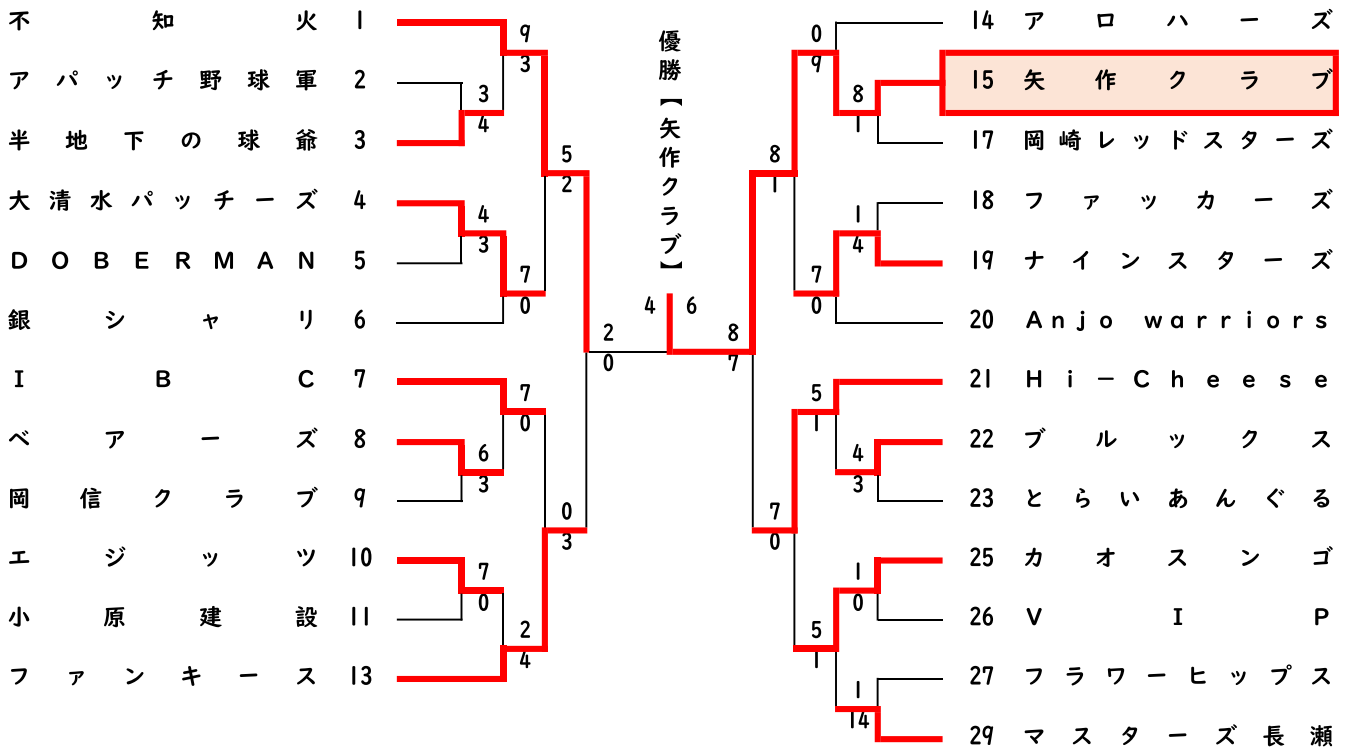 不知火 1
アパッチ野球軍 2
半地下の球爺 3
大清水パッチーズ 4
DOBERMAN 5
銀シャリ 6
IBC 7
ベアーズ 8
岡信クラブ 9
エジッツ 10
小原建設 11
ファンキース 13
9
3
3
4
4
3
7
0
5
2
7
0
6
3
7
0
2
4
0
3
2
0
優勝【矢作クラブ】
4 6
8
7
0
9
8
1
8
1
1
4
7
0
5
1
4
3
7
0
1
0
5
1
1
14
14 アロハーズ
15 矢作クラブ
17 岡崎レッドスターズ
18 ファッカーズ
19 ナインスターズ
20 Anjo warriors
21 Hi-Cheese
22 ブルックス
23 とらいあんぐる
25 カオスンゴ
26 VIP
27 フラワーヒップス
29 マスターズ長瀬